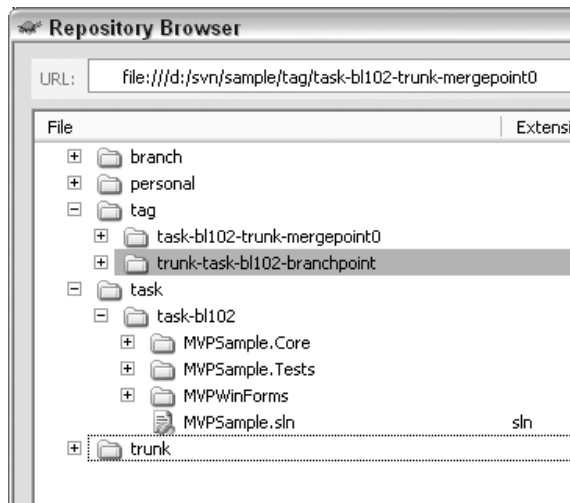 Repository Browser
URL: file:///d:/svn/sample/tag/task-bl102-trunk-mergepoint0
File Extensi
branch
personal
tag
task-bl102-trunk-mergepoint0
trunk-task-bl102-branchpoint
task
task-bl102
MVPSample.Core
MVPSample.Tests
MVPWinForms
MVPSample.sln sln
trunk